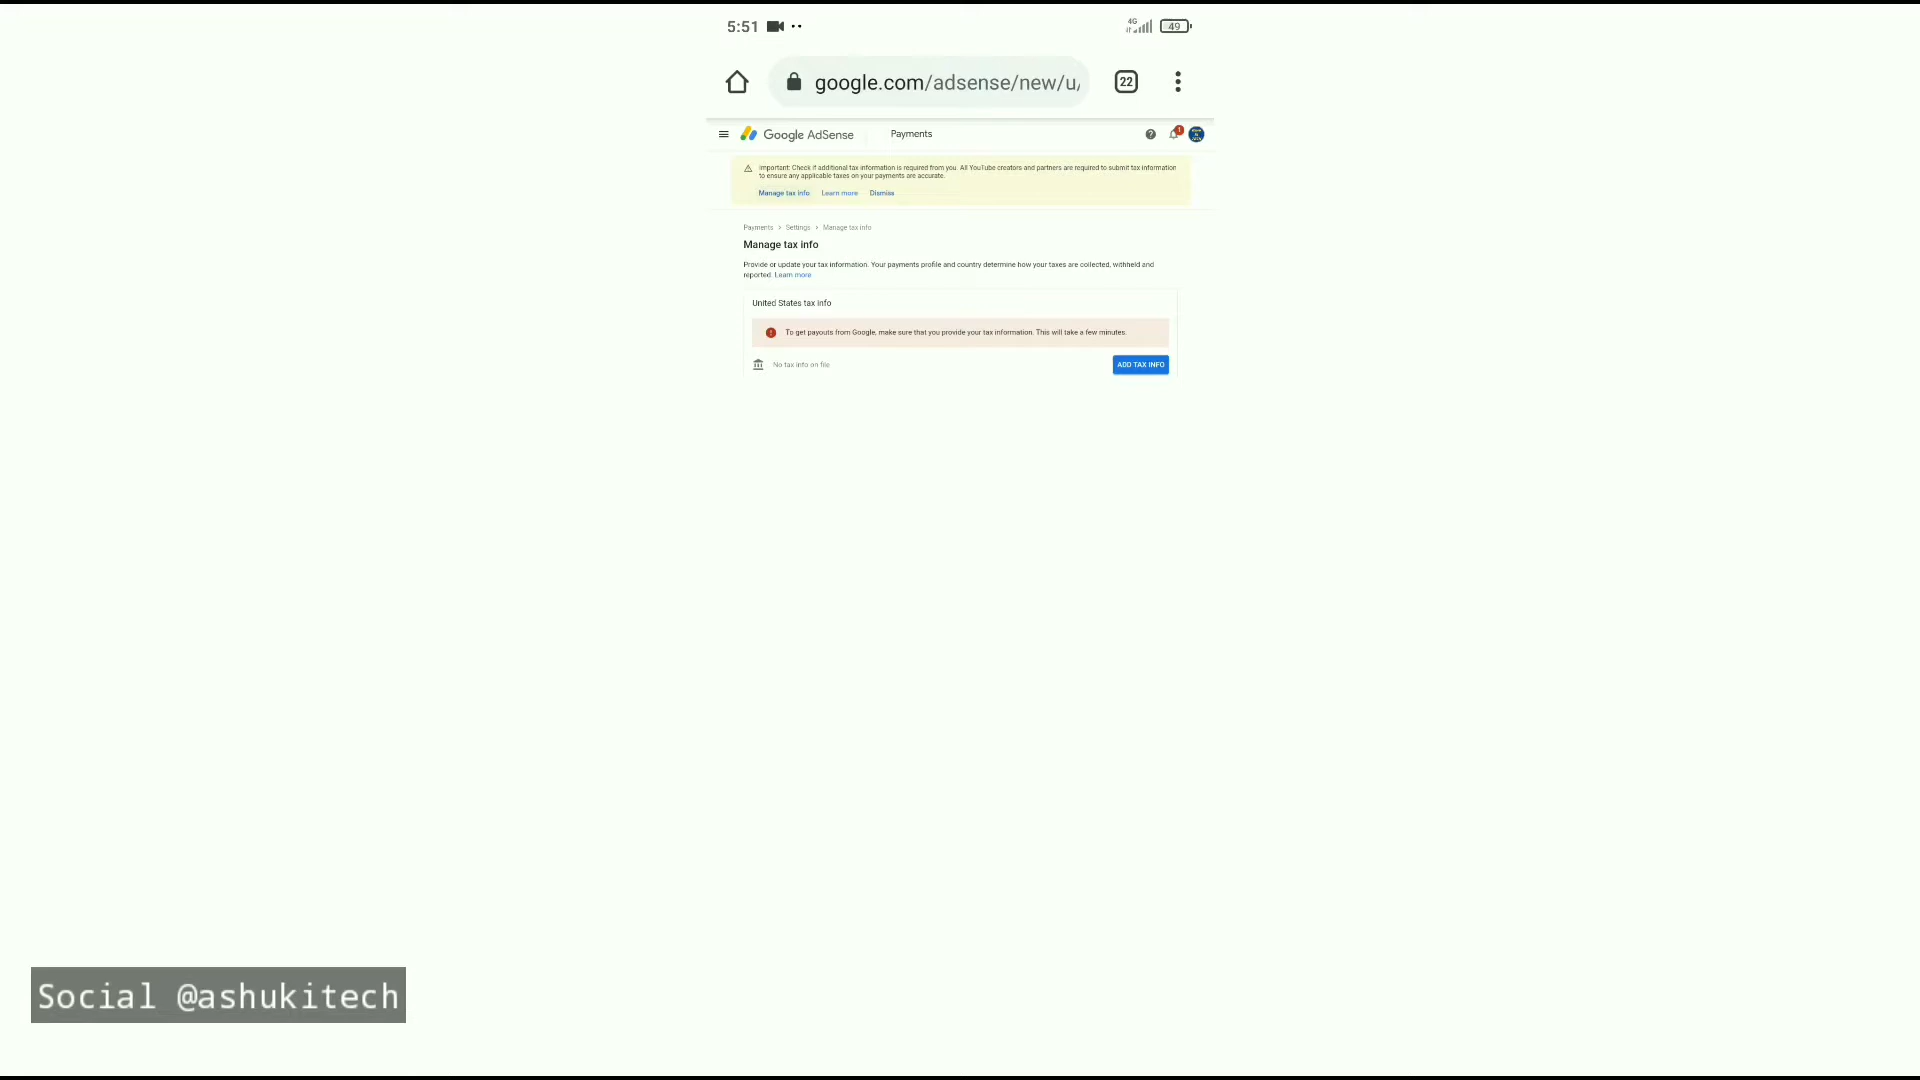 5:51
4G
49
google.com/adsense/new/u/
22
Google AdSense
Payments
1
Important: Check if additional tax information is required from you. All YouTube creators and partners are required to submit tax information
to ensure any applicable taxes on your payments are accurate.
Manage tax info Learn more Dismiss
Payments > Settings > Manage tax info
Manage tax info
Provide or update your tax information. Your payments profile and country determine how your taxes are collected, withheld and
reported. Learn more
United States tax info
To get payouts from Google, make sure that you provide your tax information. This will take a few minutes.
No tax info on file
ADD TAX INFO
Social @ashukitech